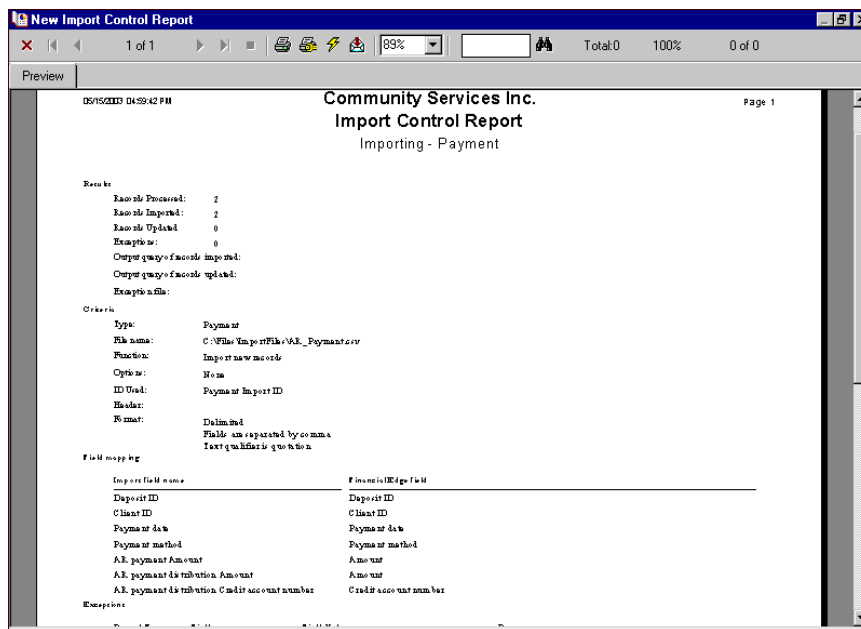 New Import Control Report
1 of 1 89% Total:0 100% 0 of 0
Preview
05/15/2003 04:59:42 PM Community Services Inc. Page 1
Import Control Report
Importing - Payment
Results
Records Processed: 2
Records Imported: 2
Records Updated 0
Exceptions: 0
Output query of records imported:
Output query of records updated:
Exception file:
Criteria
Type: Payment
File name: C:\Files\ImportFiles\AR_Payment.csv
Function: Import new records
Options: None
ID Used: Payment Import ID
Header:
Format: Delimited
Fields are separated by comma
Text qualifier is quotation
Field mapping
Import field name Financial Edge field
Deposit ID Deposit ID
Client ID Client ID
Payment date Payment date
Payment method Payment method
AR payment Amount Amount
AR payment distribution Amount Amount
AR payment distribution Credit account number Credit account number
Exceptions